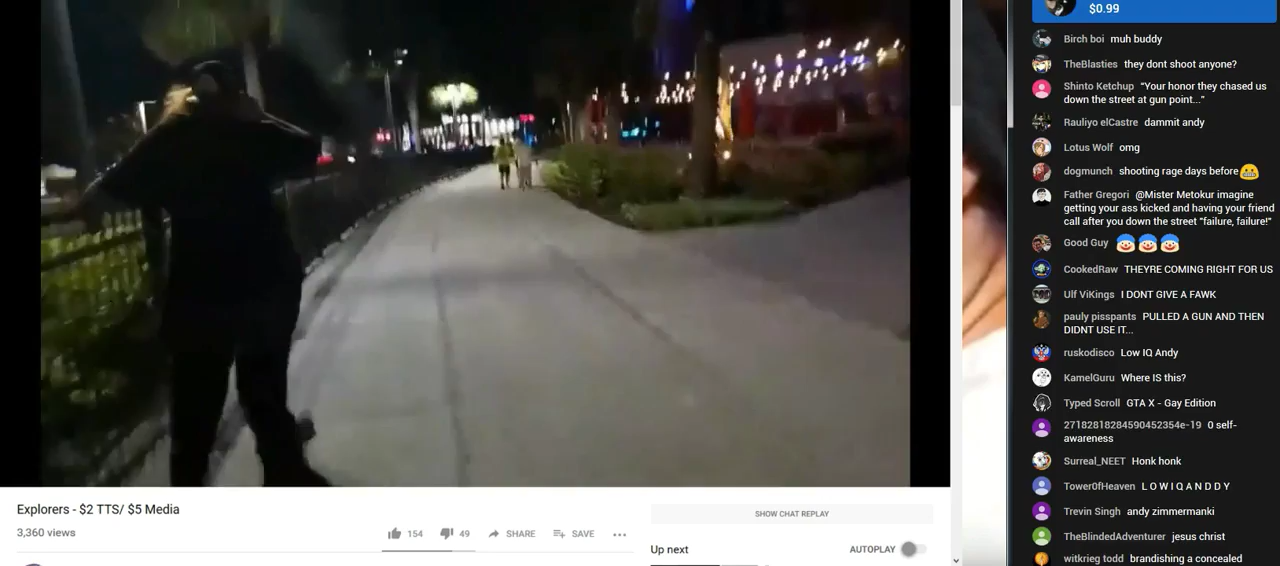 $0.99
Birch boi muh buddy
TheBlasties they dont shoot anyone?
Shinto Ketchup "Your honor they chased us
down the street at gun point..."
Rauliyo elCastre dammit andy
Lotus Wolf omg
dogmunch shooting rage days before😬
Father Gregori @Mister Metokur imagine
getting your ass kicked and having your friend
call after you down the street "failure, failure!"
Good Guy 🤡🤡🤡
CookedRaw THEYRE COMING RIGHT FOR US
Ulf ViKings I DONT GIVE A FAWK
pauly pisspants PULLED A GUN AND THEN
DIDNT USE IT...
ruskodisco Low IQ Andy
KamelGuru Where IS this?
Typed Scroll GTA X - Gay Edition
27182818284590452354e-19 0 self-
awareness
Surreal_NEET Honk honk
Tower0fHeaven L O W I Q A N D D Y
Trevin Singh andy zimmermanki
TheBlindedAdventurer jesus christ
witkrieg todd brandishing a concealed
Explorers - $2 TTS/ $5 Media
3,360 views
154
49
SHARE
SAVE
SHOW CHAT REPLAY
Up next
AUTOPLAY